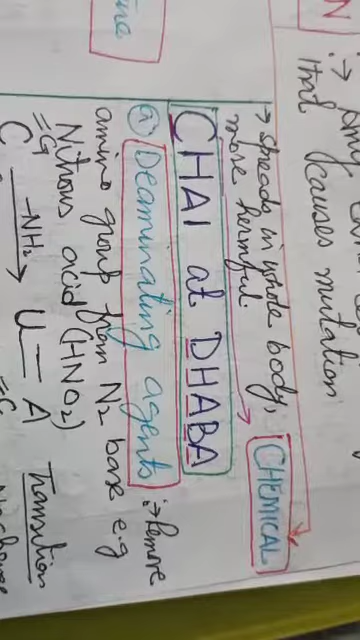 N
:→ Any
that causes mutation
→ spreads in whole body,
more harmful.
CHEMICAL
CHAI at DHABA
a) Deaminating agents :→ Remove
amino group from N2 base e.g
Nitrous acid (HNO2)
≡G
C -NH2→ U = A Transition
≡G